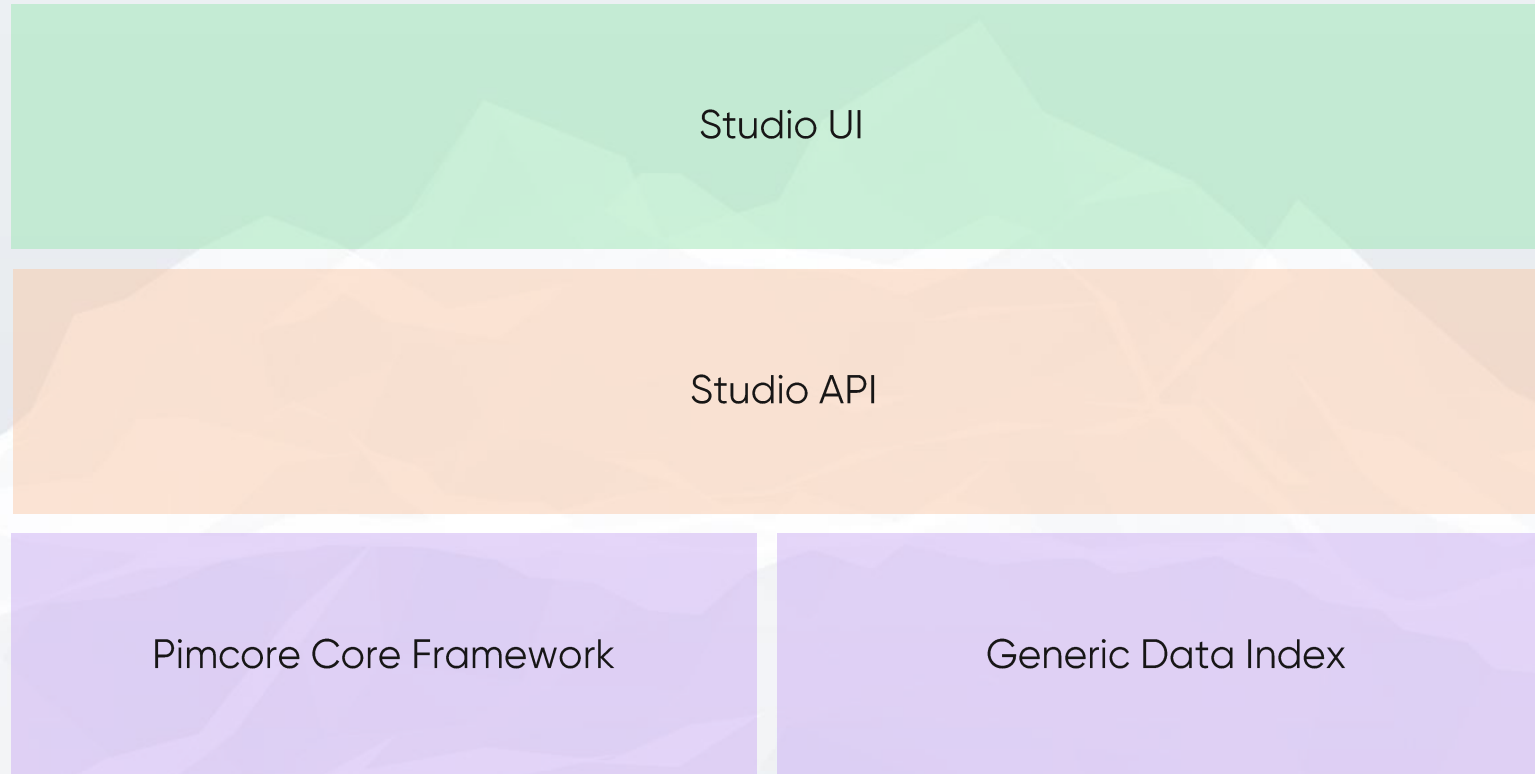 Studio UI
Studio API
Pimcore Core Framework
Generic Data Index